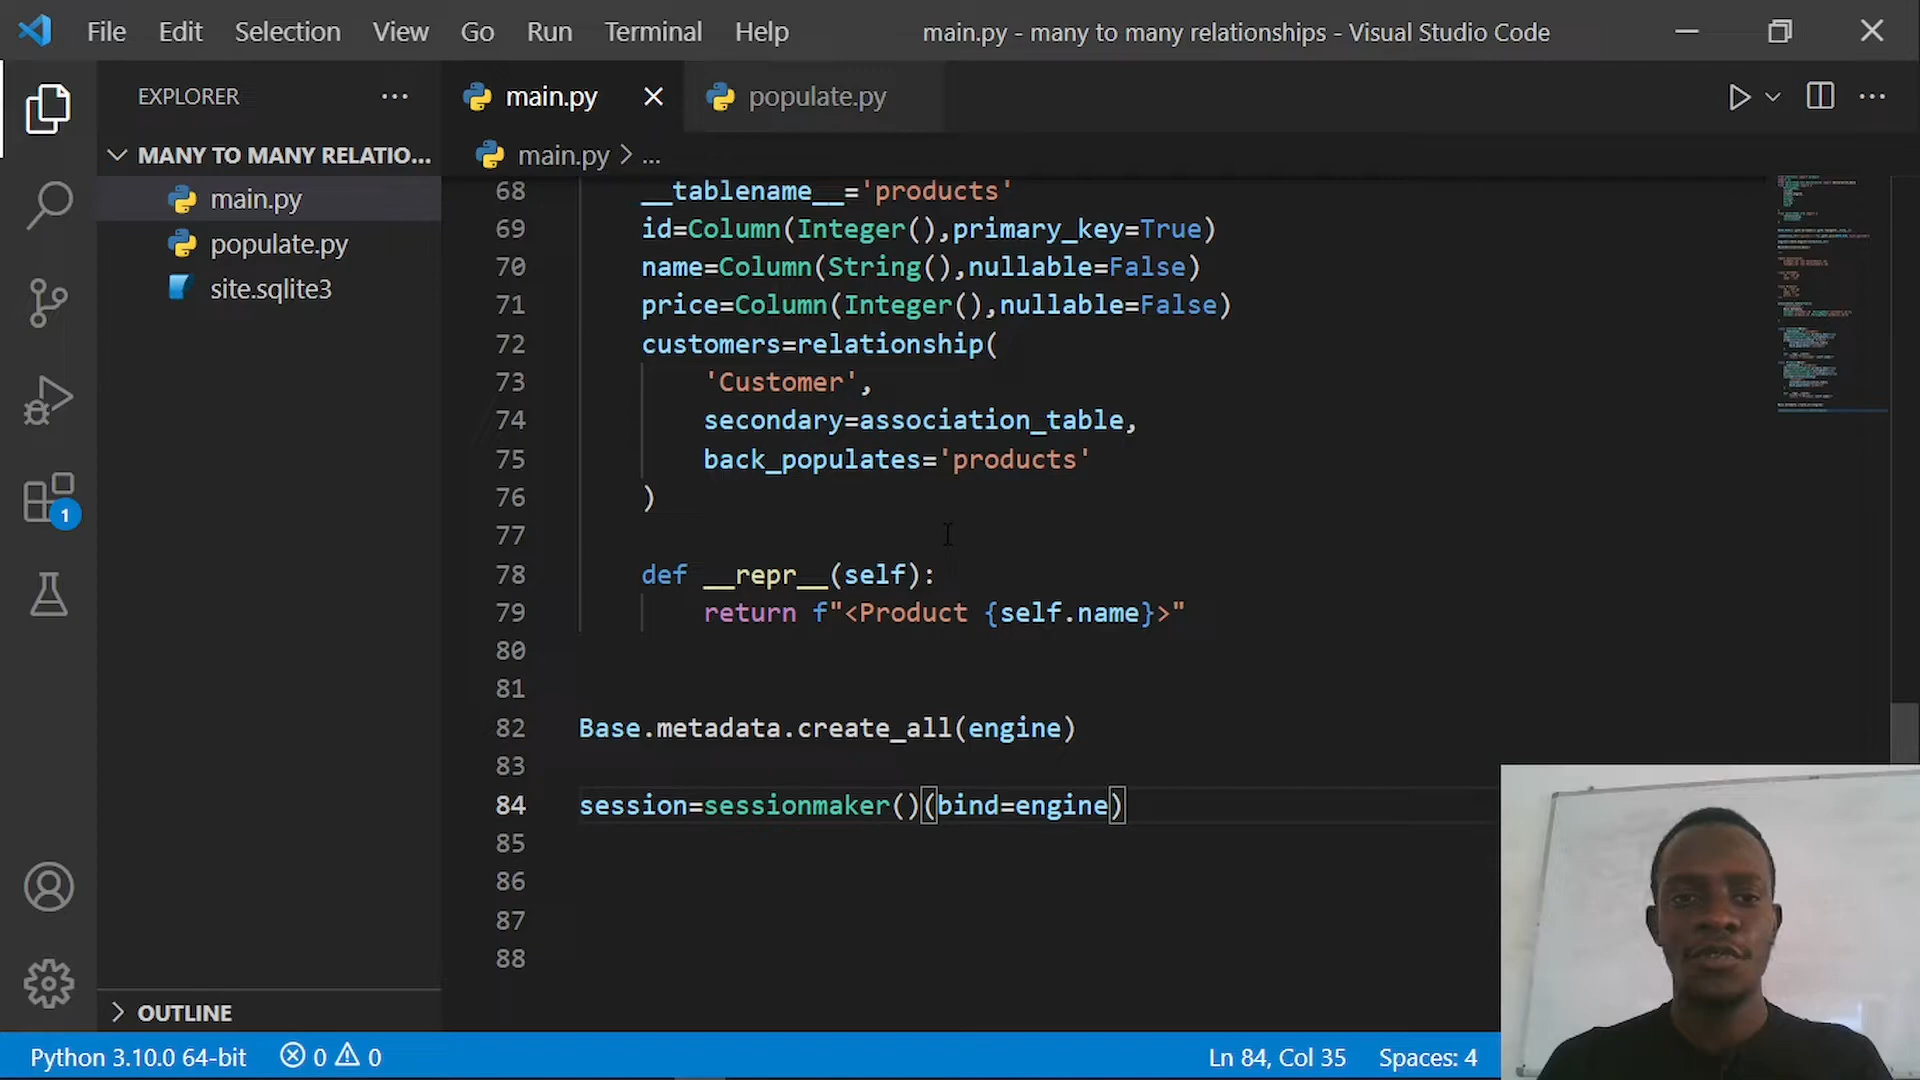 File Edit Selection View Go Run Terminal Help main.py - many to many relationships - Visual Studio Code
EXPLORER
main.py
populate.py
MANY TO MANY RELATIO...
main.py > ...
main.py
populate.py
site.sqlite3
68 __tablename__='products'
69 id=Column(Integer(),primary_key=True)
70 name=Column(String(),nullable=False)
71 price=Column(Integer(),nullable=False)
72 customers=relationship(
73 'Customer',
74 secondary=association_table,
75 back_populates='products'
76 )
77
78 def __repr__(self):
79 return f"<Product {self.name}>"
80
81
82 Base.metadata.create_all(engine)
83
84 session=sessionmaker()(bind=engine)
85
86
87
88
1
OUTLINE
Python 3.10.0 64-bit 0 0 Ln 84, Col 35 Spaces: 4